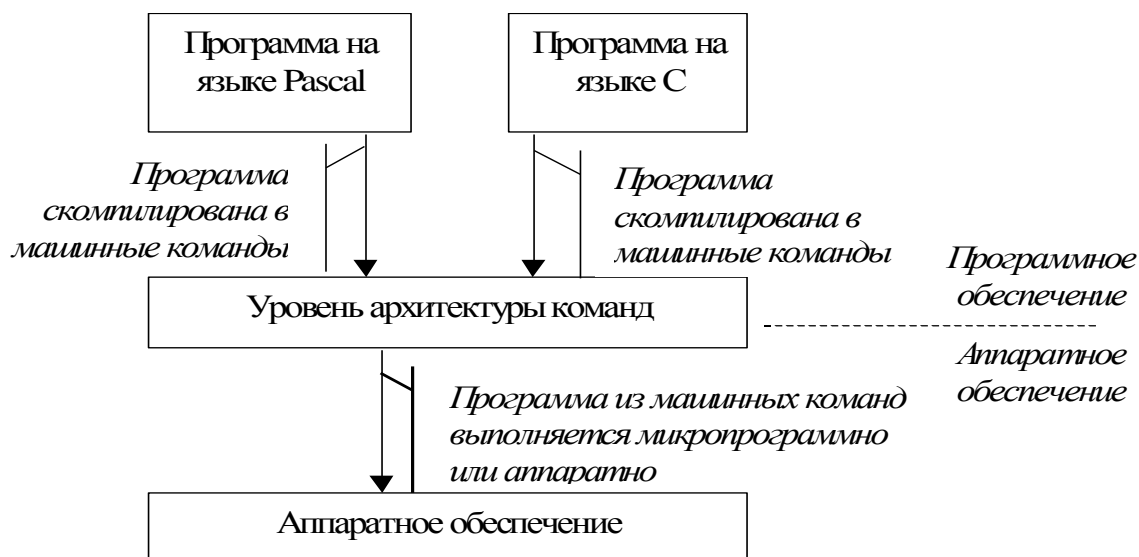 Программа на
языке Pascal
Программа на
языке C
Программа
скомпилирована в
машинные команды
Программа
скомпилирована в
машинные команды
Программное
обеспечение
Уровень архитектуры команд
Аппаратное
обеспечение
Программа из машинных команд
выполняется микропрограммно
или аппаратно
Аппаратное обеспечение